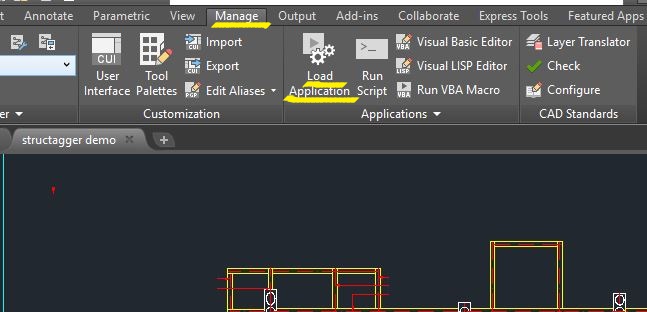 Annotate Parametric View Manage Output Add-ins Collaborate Express Tools Featured Apps
CUI
User
Interface
Tool
Palettes
CUI Import
CUI Export
PGP Edit Aliases
Customization
Load
Application
Run
Script
VBA Visual Basic Editor
LISP Visual LISP Editor
VBA Run VBA Macro
Applications
Layer Translator
Check
Configure
CAD Standards
structagger demo